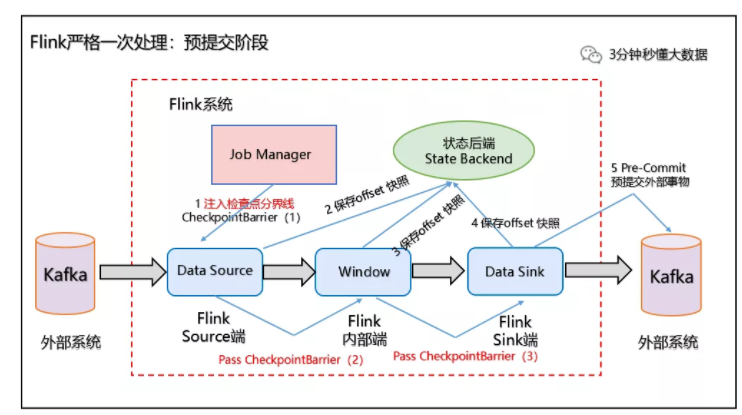 Flink严格一次处理：预提交阶段
3分钟秒懂大数据
Flink系统
Job Manager
状态后端
State Backend
5 Pre-Commit
预提交外部事物
1 注入检查点分界线
CheckpointBarrier（1）
2 保存offset 快照
3 保存offset 快照
4 保存offset 快照
Kafka
Data Source
Window
Data Sink
Kafka
外部系统
Flink
Source端
Flink
内部端
Flink
Sink端
外部系统
Pass CheckpointBarrier（2）
Pass CheckpointBarrier（3）